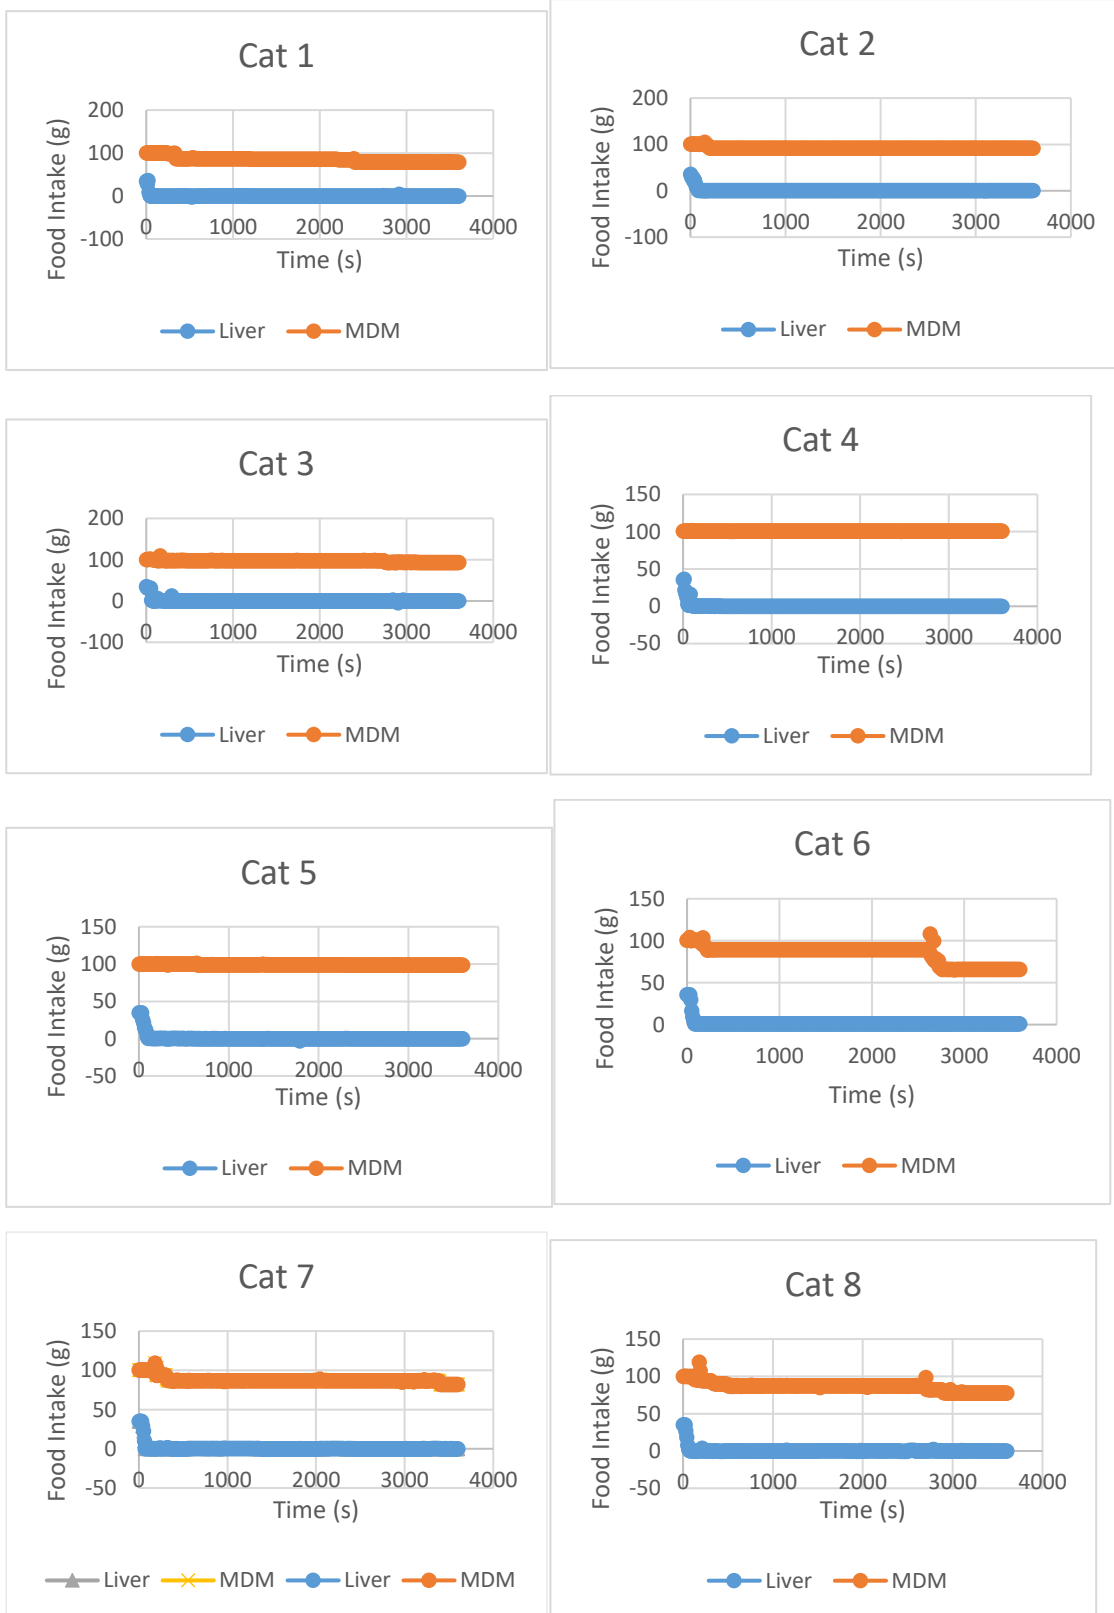 Cat 1
Food Intake (g)
200
100
0
-100
0 1000 2000 3000 4000
Time (s)
Liver MDM
Cat 2
Food Intake (g)
200
100
0
-100
0 1000 2000 3000 4000
Time (s)
Liver MDM
Cat 3
Food Intake (g)
200
100
0
-100
0 1000 2000 3000 4000
Time (s)
Liver MDM
Cat 4
Food Intake (g)
150
100
50
0
-50
0 1000 2000 3000 4000
Time (s)
Liver MDM
Cat 5
Food Intake (g)
150
100
50
0
-50
0 1000 2000 3000 4000
Time (s)
Liver MDM
Cat 6
Food Intake (g)
150
100
50
0
0 1000 2000 3000 4000
Time (s)
Liver MDM
Cat 7
Food Intake (g)
150
100
50
0
-50
0 1000 2000 3000 4000
Time (s)
Liver MDM Liver MDM
Cat 8
Food Intake (g)
150
100
50
0
-50
0 1000 2000 3000 4000
Time (s)
Liver MDM